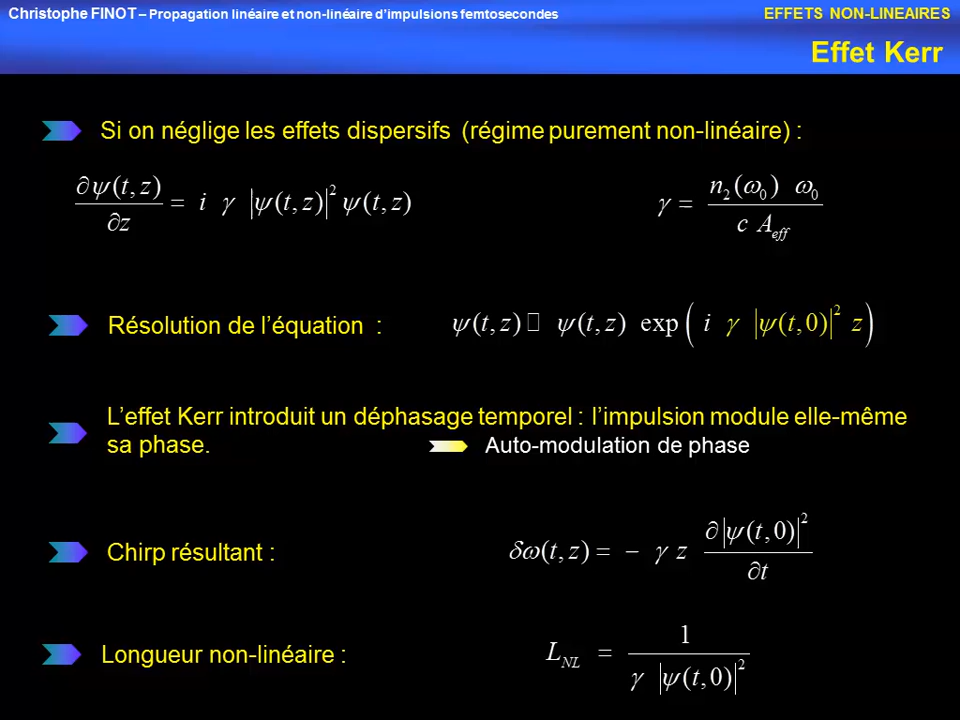 Christophe FINOT – Propagation linéaire et non-linéaire d'impulsions femtosecondes
EFFETS NON-LINEAIRES
Effet Kerr
Si on néglige les effets dispersifs (régime purement non-linéaire) :
∂ψ(t, z)/∂z = i γ |ψ(t, z)|² ψ(t, z)
γ = n₂(ω₀) ω₀ / c A_eff
Résolution de l'équation :
ψ(t, z) □ ψ(t, z) exp( i γ |ψ(t,0)|² z )
L'effet Kerr introduit un déphasage temporel : l'impulsion module elle-même
sa phase.
Auto-modulation de phase
Chirp résultant :
δω(t, z) = − γ z ∂|ψ(t,0)|²/∂t
Longueur non-linéaire :
L_NL = 1 / γ |ψ(t,0)|²